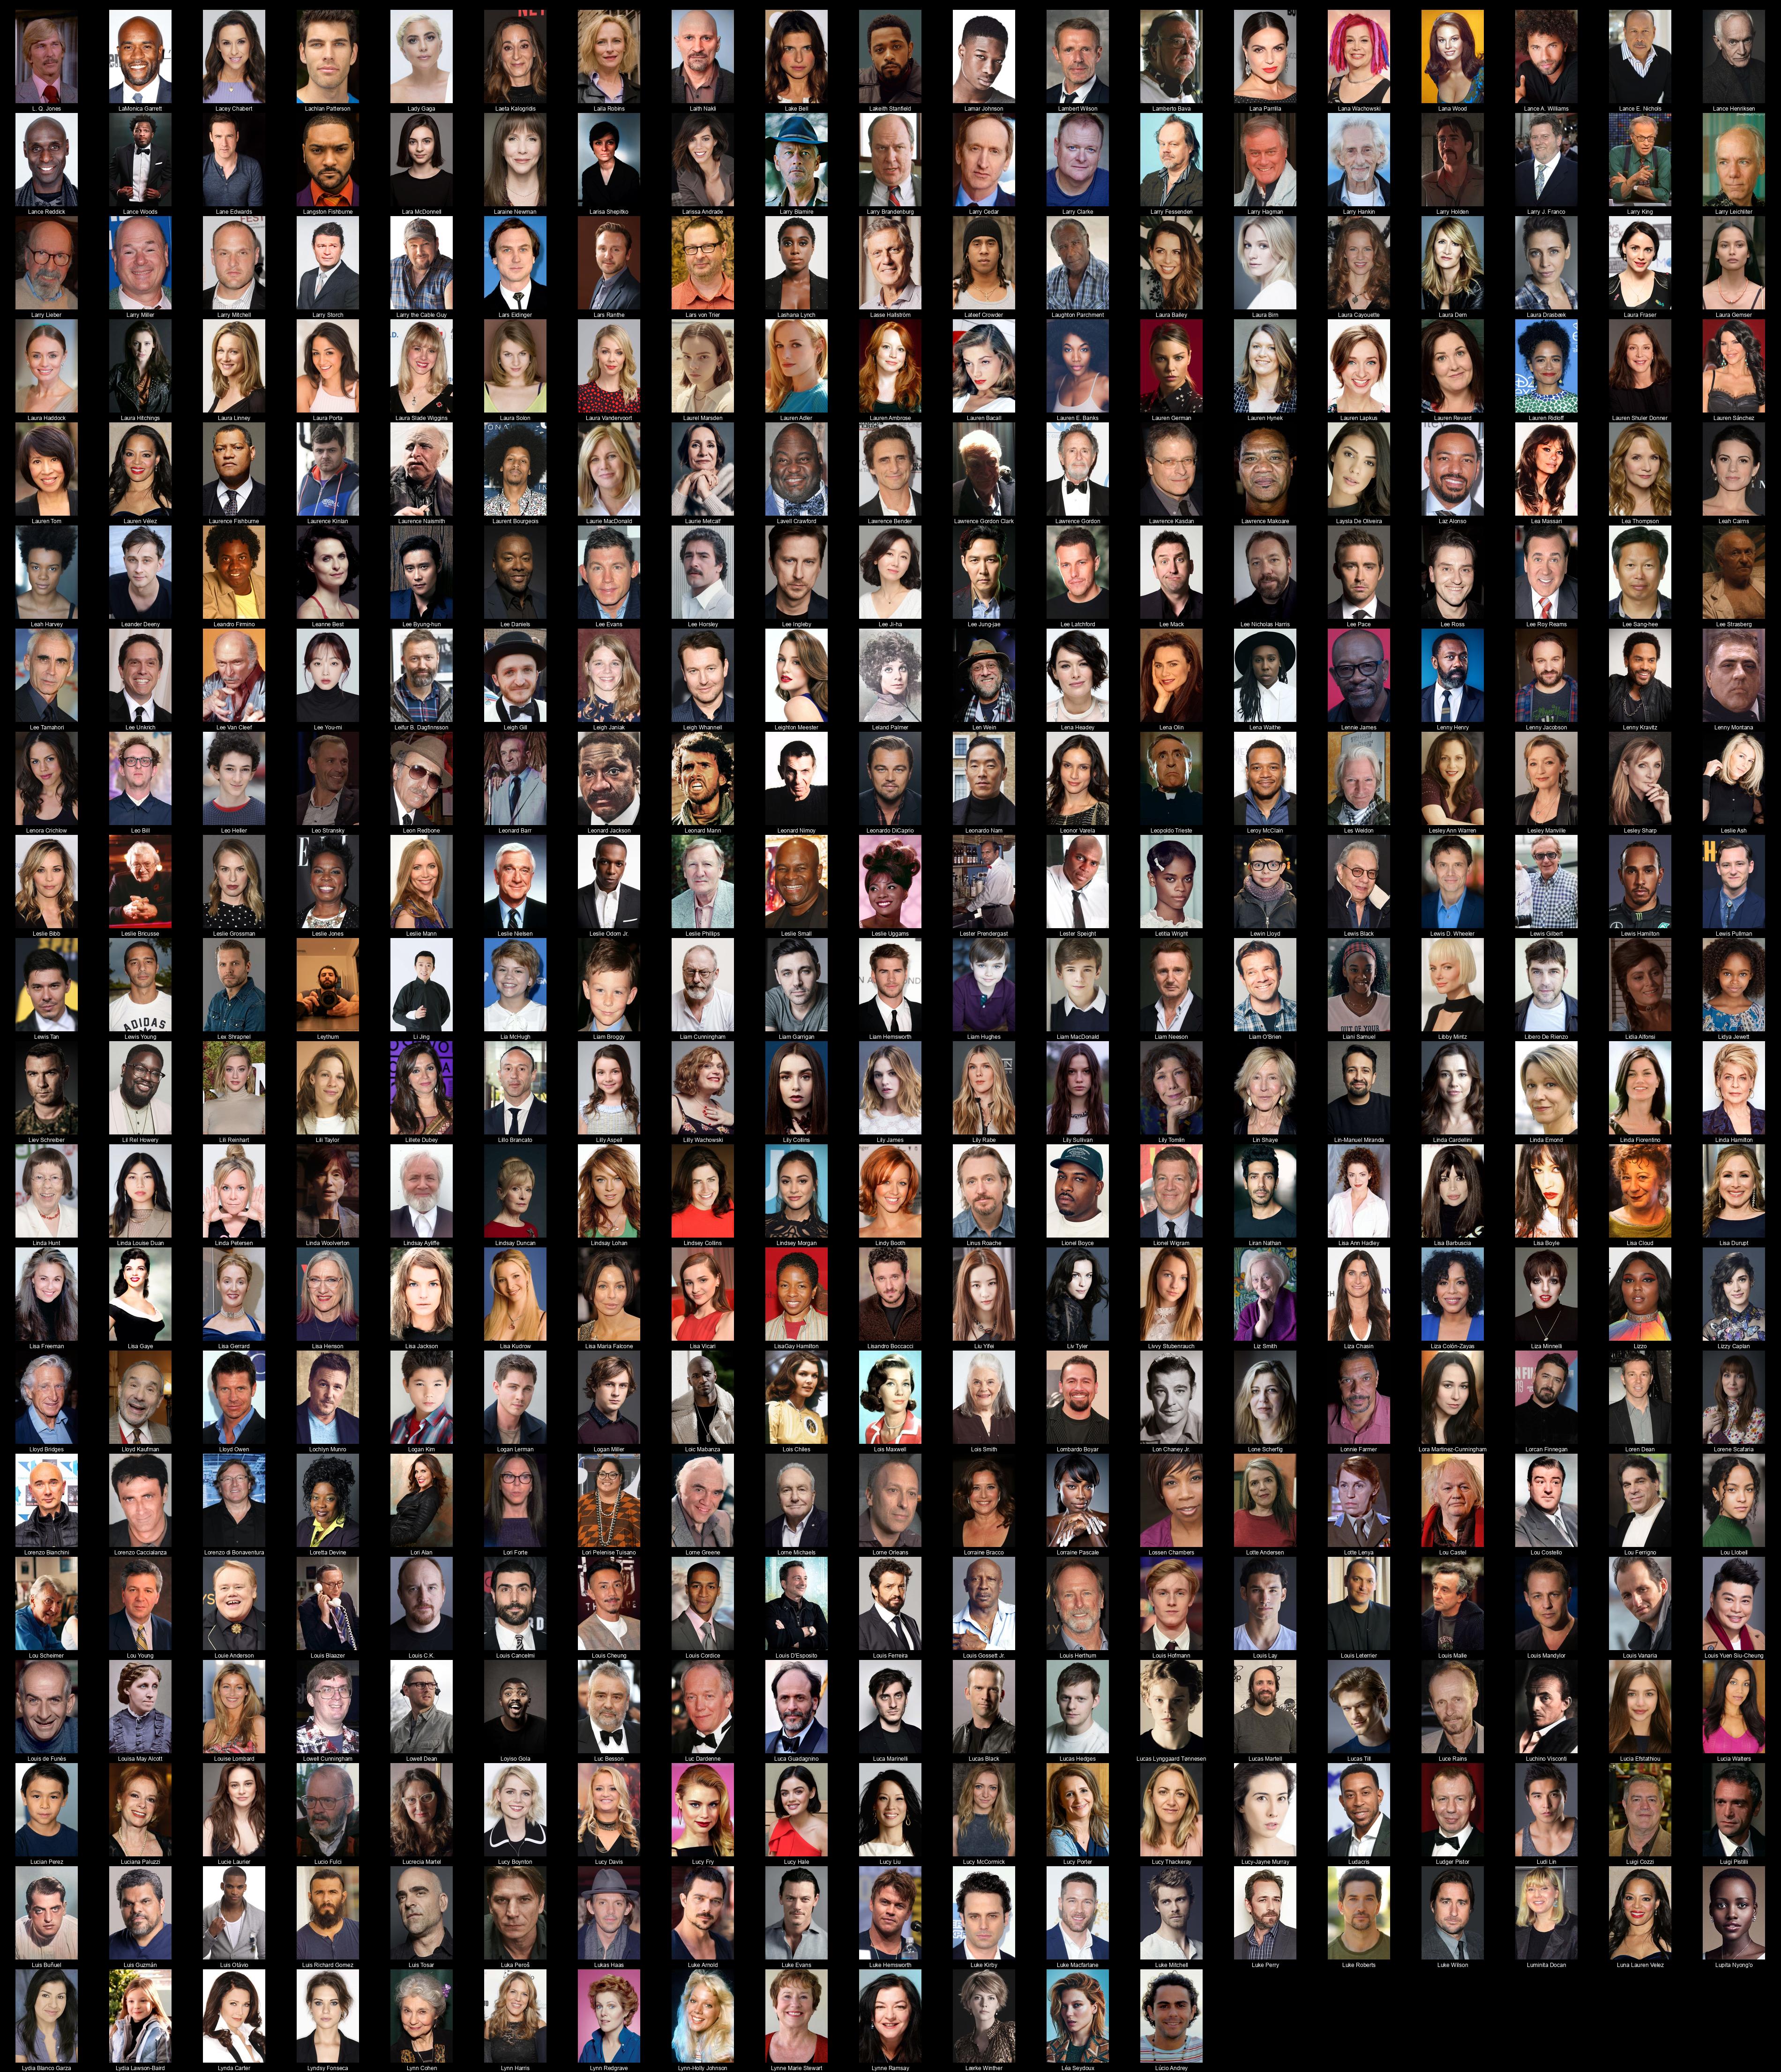 L. Q. Jones LaMonica Garrett Lacey Chabert Lachlan Patterson Lady Gaga Laeta Kalogridis Laila Robins Laith Nakli Lake Bell Lakeith Stanfield Lamar Johnson Lambert Wilson Lamberto Bava Lana Parrilla Lana Wachowski Lana Wood Lance A. Williams Lance E. Nichols Lance Henriksen
Lance Reddick Lance Woods Lane Edwards Langston Fishburne Lara McDonnell Laraine Newman Larisa Shepitko Larissa Andrade Larry Blamire Larry Brandenburg Larry Cedar Larry Clarke Larry Fessenden Larry Hagman Larry Hankin Larry Holden Larry J. Franco Larry King Larry Leichliter
Larry Lieber Larry Miller Larry Mitchell Larry Storch Larry the Cable Guy Lars Eidinger Lars Ranthe Lars von Trier Lashana Lynch Lasse Hallström Lateef Crowder Laughton Parchment Laura Bailey Laura Birn Laura Cayouette Laura Dern Laura Drasbæk Laura Fraser Laura Gemser
Laura Haddock Laura Hitchings Laura Linney Laura Porta Laura Slade Wiggins Laura Solon Laura Vandervoort Laurel Marsden Lauren Adler Lauren Ambrose Lauren Bacall Lauren E. Banks Lauren German Lauren Hynek Lauren Lapkus Lauren Revard Lauren Ridloff Lauren Shuler Donner Lauren Sánchez
Lauren Tom Lauren Vélez Laurence Fishburne Laurence Kinlan Laurence Naismith Laurent Bourgeois Laurie MacDonald Laurie Metcalf Lavell Crawford Lawrence Bender Lawrence Gordon Clark Lawrence Gordon Lawrence Kasdan Lawrence Makoare Laysla De Oliveira Laz Alonso Lea Massari Lea Thompson Leah Cairns
Leah Harvey Leander Deeny Leandro Firmino Leanne Best Lee Byung-hun Lee Daniels Lee Evans Lee Horsley Lee Ingleby Lee Ji-ha Lee Jung-jae Lee Latchford Lee Mack Lee Nicholas Harris Lee Pace Lee Ross Lee Roy Reams Lee Sang-hee Lee Strasberg
Lee Tamahori Lee Unkrich Lee Van Cleef Lee You-mi Leifur B. Dagfinnsson Leigh Gill Leigh Janiak Leigh Whannell Leighton Meester Leland Palmer Len Wein Lena Headey Lena Olin Lena Waithe Lennie James Lenny Henry Lenny Jacobson Lenny Kravitz Lenny Montana
Lenora Crichlow Leo Bill Leo Heller Leo Stransky Leon Redbone Leonard Barr Leonard Jackson Leonard Mann Leonard Nimoy Leonardo DiCaprio Leonardo Nam Leonor Varela Leopoldo Trieste Leroy McClain Les Weldon Lesley Ann Warren Lesley Manville Lesley Sharp Leslie Ash
Leslie Bibb Leslie Bricusse Leslie Grossman Leslie Jones Leslie Mann Leslie Nielsen Leslie Odom Jr. Leslie Phillips Leslie Small Leslie Uggams Lester Prendergast Lester Speight Letitia Wright Lewin Lloyd Lewis Black Lewis D. Wheeler Lewis Gilbert Lewis Hamilton Lewis Pullman
Lewis Tan Lewis Young Lex Shrapnel Leythum Li Jing Lia McHugh Liam Broggy Liam Cunningham Liam Garrigan Liam Hemsworth Liam Hughes Liam MacDonald Liam Neeson Liam O'Brien Liani Samuel Libby Mintz Libero De Rienzo Lidia Alfonsi Lidya Jewett
Liev Schreiber Lil Rel Howery Lili Reinhart Lili Taylor Lillete Dubey Lillo Brancato Lilly Aspell Lilly Wachowski Lily Collins Lily James Lily Rabe Lily Sullivan Lily Tomlin Lin Shaye Lin-Manuel Miranda Linda Cardellini Linda Emond Linda Fiorentino Linda Hamilton
Linda Hunt Linda Louise Duan Linda Petersen Linda Woolverton Lindsay Ayliffe Lindsay Duncan Lindsay Lohan Lindsey Collins Lindsey Morgan Lindy Booth Linus Roache Lionel Boyce Lionel Wigram Liran Nathan Lisa Ann Hadley Lisa Barbuscia Lisa Boyle Lisa Cloud Lisa Durupt
Lisa Freeman Lisa Gaye Lisa Gerrard Lisa Henson Lisa Jackson Lisa Kudrow Lisa Maria Falcone Lisa Vicari LisaGay Hamilton Lisandro Boccacci Liu Yifei Liv Tyler Livvy Stubenrauch Liz Smith Liza Chasin Liza Colón-Zayas Liza Minnelli Lizzo Lizzy Caplan
Lloyd Bridges Lloyd Kaufman Lloyd Owen Lochlyn Munro Logan Kim Logan Lerman Logan Miller Loic Mabanza Lois Chiles Lois Maxwell Lois Smith Lombardo Boyar Lon Chaney Jr. Lone Scherfig Lonnie Farmer Lora Martinez-Cunningham Lorcan Finnegan Loren Dean Lorene Scafaria
Lorenzo Bianchini Lorenzo Caccialanza Lorenzo di Bonaventura Loretta Devine Lori Alan Lori Forte Lori Pelenise Tuisano Lorne Greene Lorne Michaels Lorne Orleans Lorraine Bracco Lorraine Pascale Lossen Chambers Lotte Andersen Lotte Lenya Lou Castel Lou Costello Lou Ferrigno Lou Llobell
Lou Scheimer Lou Young Louie Anderson Louis Blaazer Louis C.K. Louis Cancelmi Louis Cheung Louis Cordice Louis D'Esposito Louis Ferreira Louis Gossett Jr. Louis Herthum Louis Hofmann Louis Lay Louis Leterrier Louis Malle Louis Mandylor Louis Vanaria Louis Yuen Siu-Cheung
Louis de Funès Louisa May Alcott Louise Lombard Lowell Cunningham Lowell Dean Loyiso Gola Luc Besson Luc Dardenne Luca Guadagnino Luca Marinelli Lucas Black Lucas Hedges Lucas Lynggaard Tønnesen Lucas Martell Lucas Till Luce Rains Luchino Visconti Lucia Efstathiou Lucia Walters
Lucian Perez Luciana Paluzzi Lucie Laurier Lucio Fulci Lucrecia Martel Lucy Boynton Lucy Davis Lucy Fry Lucy Hale Lucy Liu Lucy McCormick Lucy Porter Lucy Thackeray Lucy-Jayne Murray Ludacris Ludger Pistor Ludi Lin Luigi Cozzi Luigi Pistilli
Luis Buñuel Luis Guzmán Luis Otávio Luis Richard Gomez Luis Tosar Luka Peroš Lukas Haas Luke Arnold Luke Evans Luke Hemsworth Luke Kirby Luke Macfarlane Luke Mitchell Luke Perry Luke Roberts Luke Wilson Luminita Docan Luna Lauren Velez Lupita Nyong'o
Lydia Blanco Garza Lydia Lawson-Baird Lynda Carter Lyndsy Fonseca Lynn Cohen Lynn Harris Lynn Redgrave Lynn-Holly Johnson Lynne Marie Stewart Lynne Ramsay Lærke Winther Léa Seydoux Lúcio Andrey